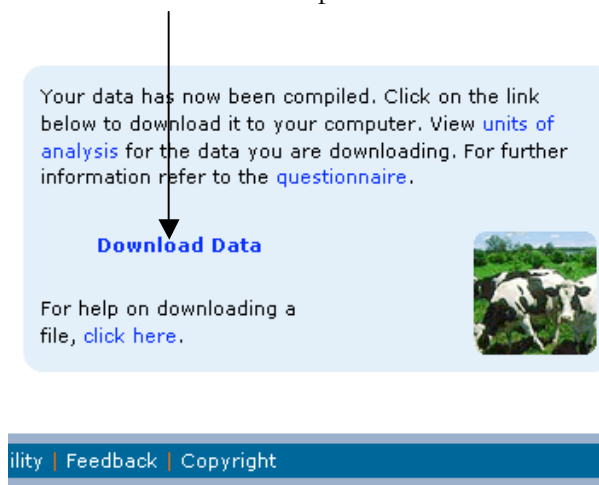 Your data has now been compiled. Click on the link
below to download it to your computer. View units of
analysis for the data you are downloading. For further
information refer to the questionnaire.
Download Data
For help on downloading a
file, click here.
ility | Feedback | Copyright